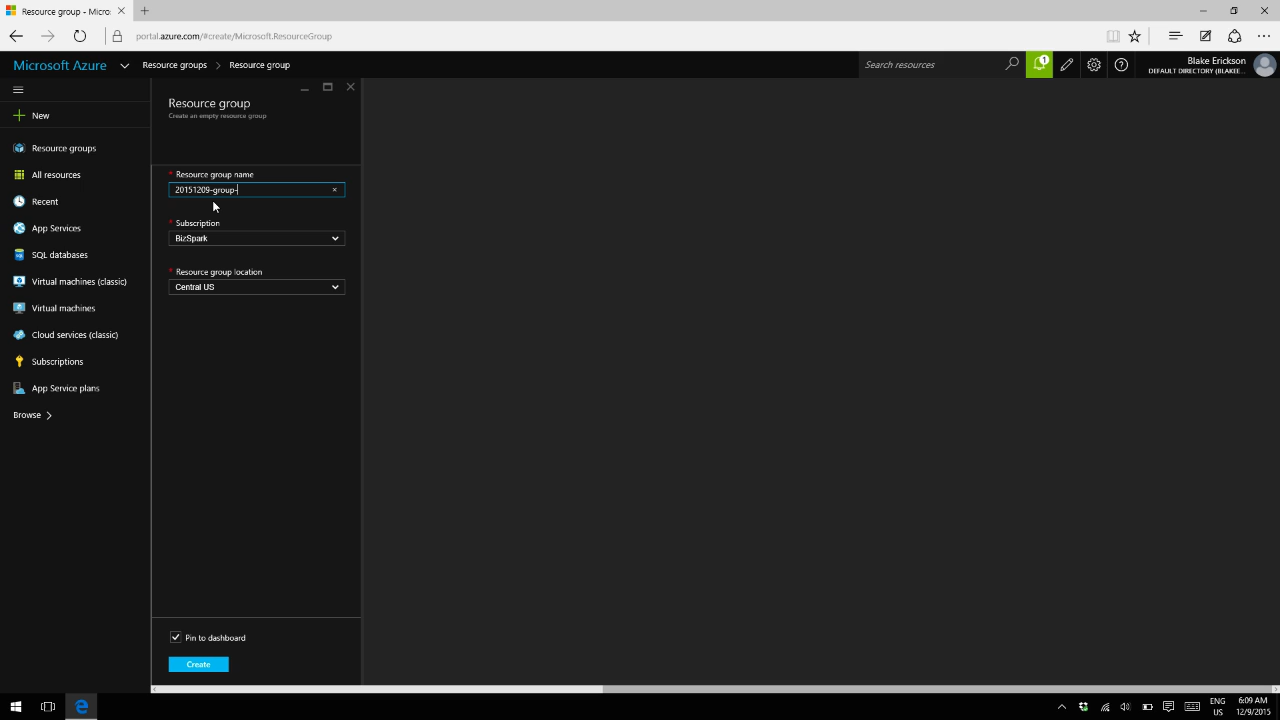 Resource group - Micro
portal.azure.com/#create/Microsoft.ResourceGroup
Microsoft Azure
Resource groups > Resource group
Search resources
1
Blake Erickson
DEFAULT DIRECTORY (BLAKEE...
New
Resource groups
All resources
Recent
App Services
SQL databases
Virtual machines (classic)
Virtual machines
Cloud services (classic)
Subscriptions
App Service plans
Browse >
Resource group
Create an empty resource group
* Resource group name
20151209-group-
* Subscription
BizSpark
* Resource group location
Central US
Pin to dashboard
Create
ENG
US
6:09 AM
12/9/2015